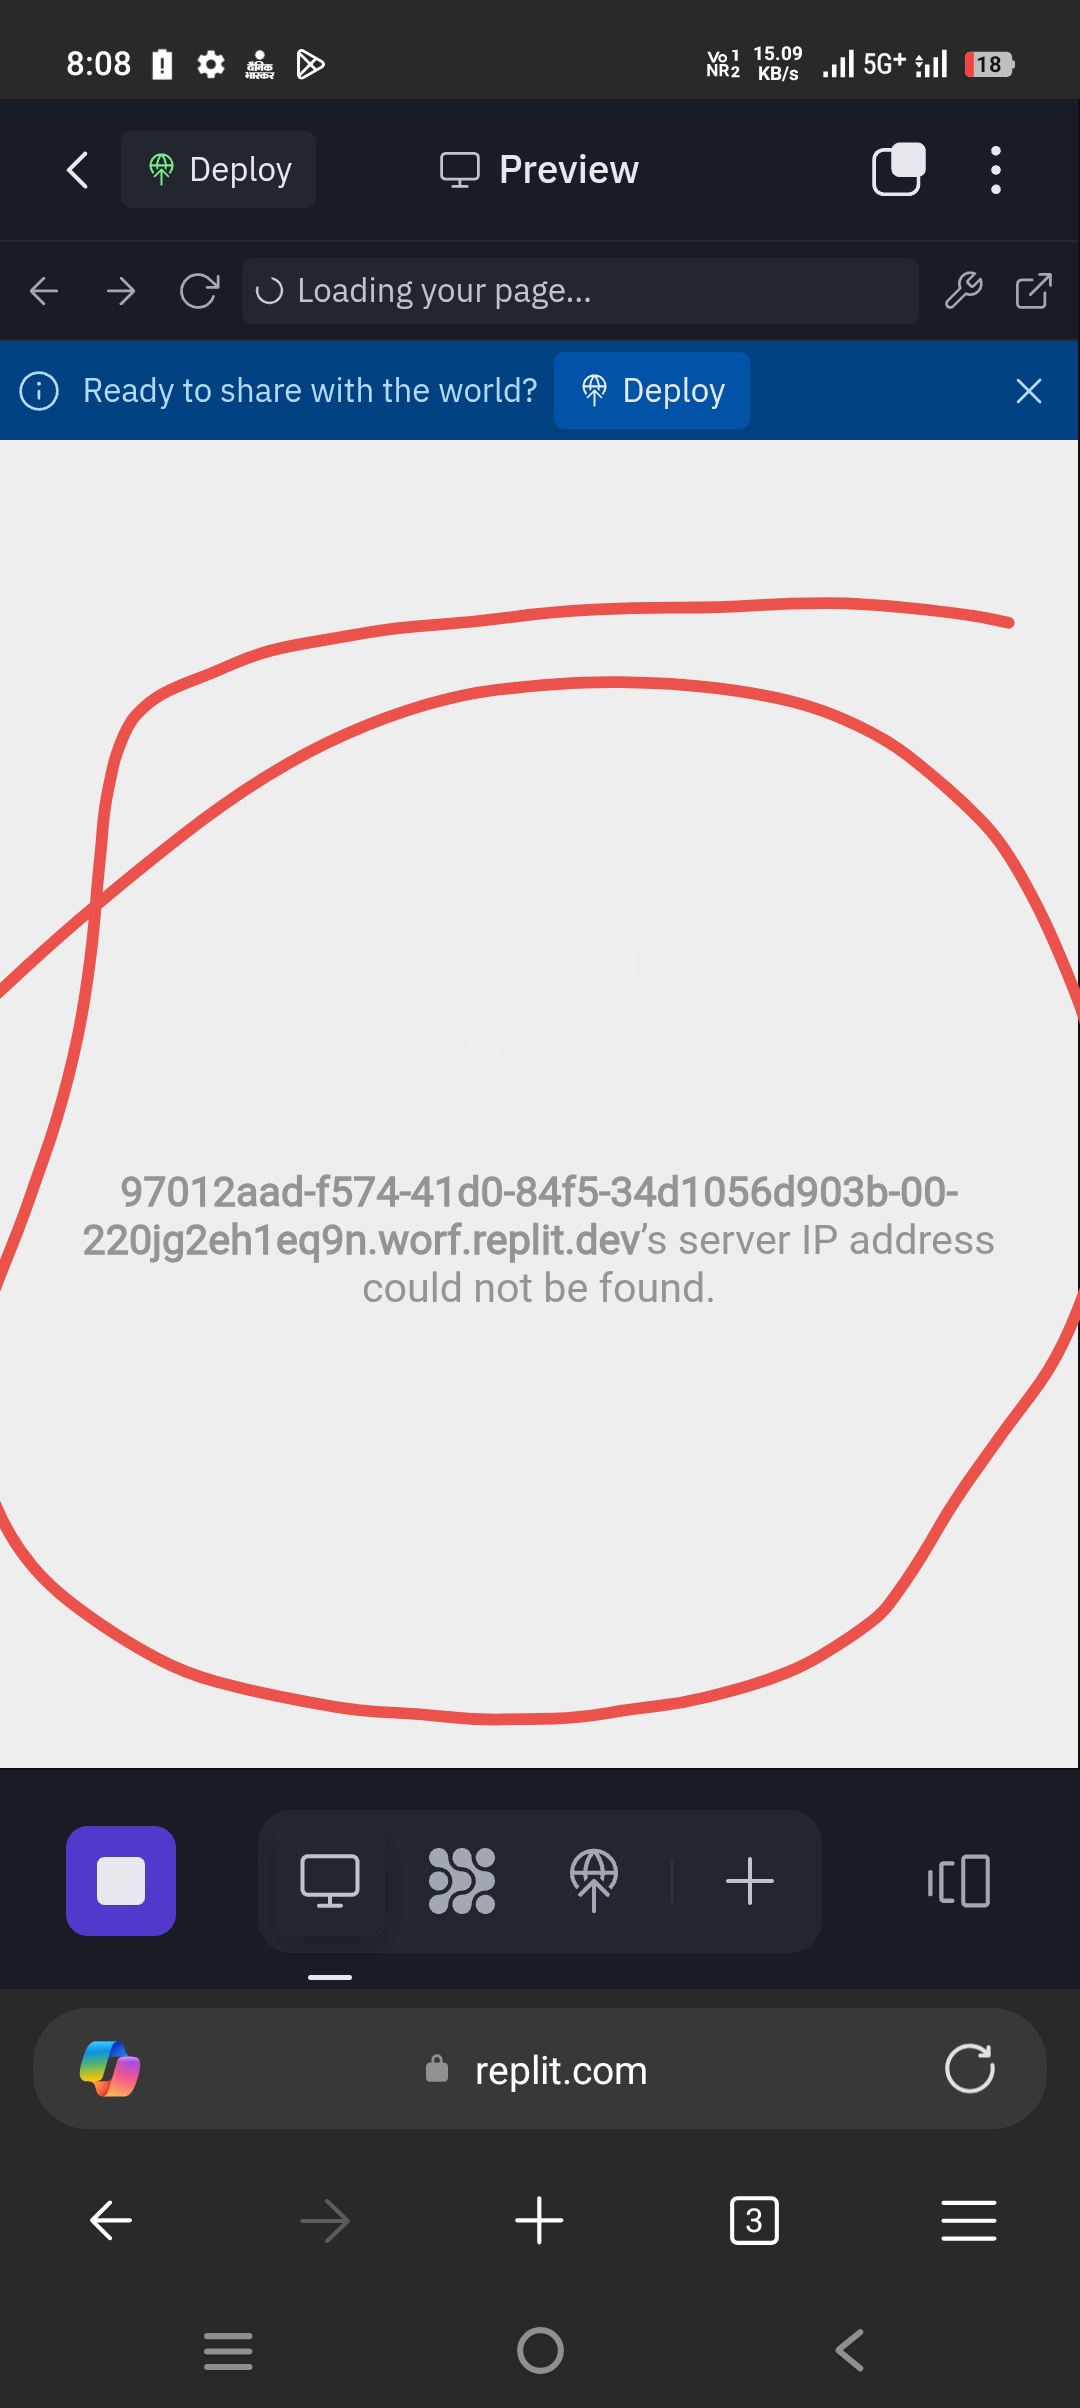 8:08
दैनिक
भास्कर
Vo 1
NR 2
15.09
KB/s
5G+
18
Deploy
Preview
Loading your page...
Ready to share with the world?
Deploy
97012aad-f574-41d0-84f5-34d1056d903b-00-
220jg2eh1eq9n.worf.replit.dev’s server IP address
could not be found.
replit.com
3